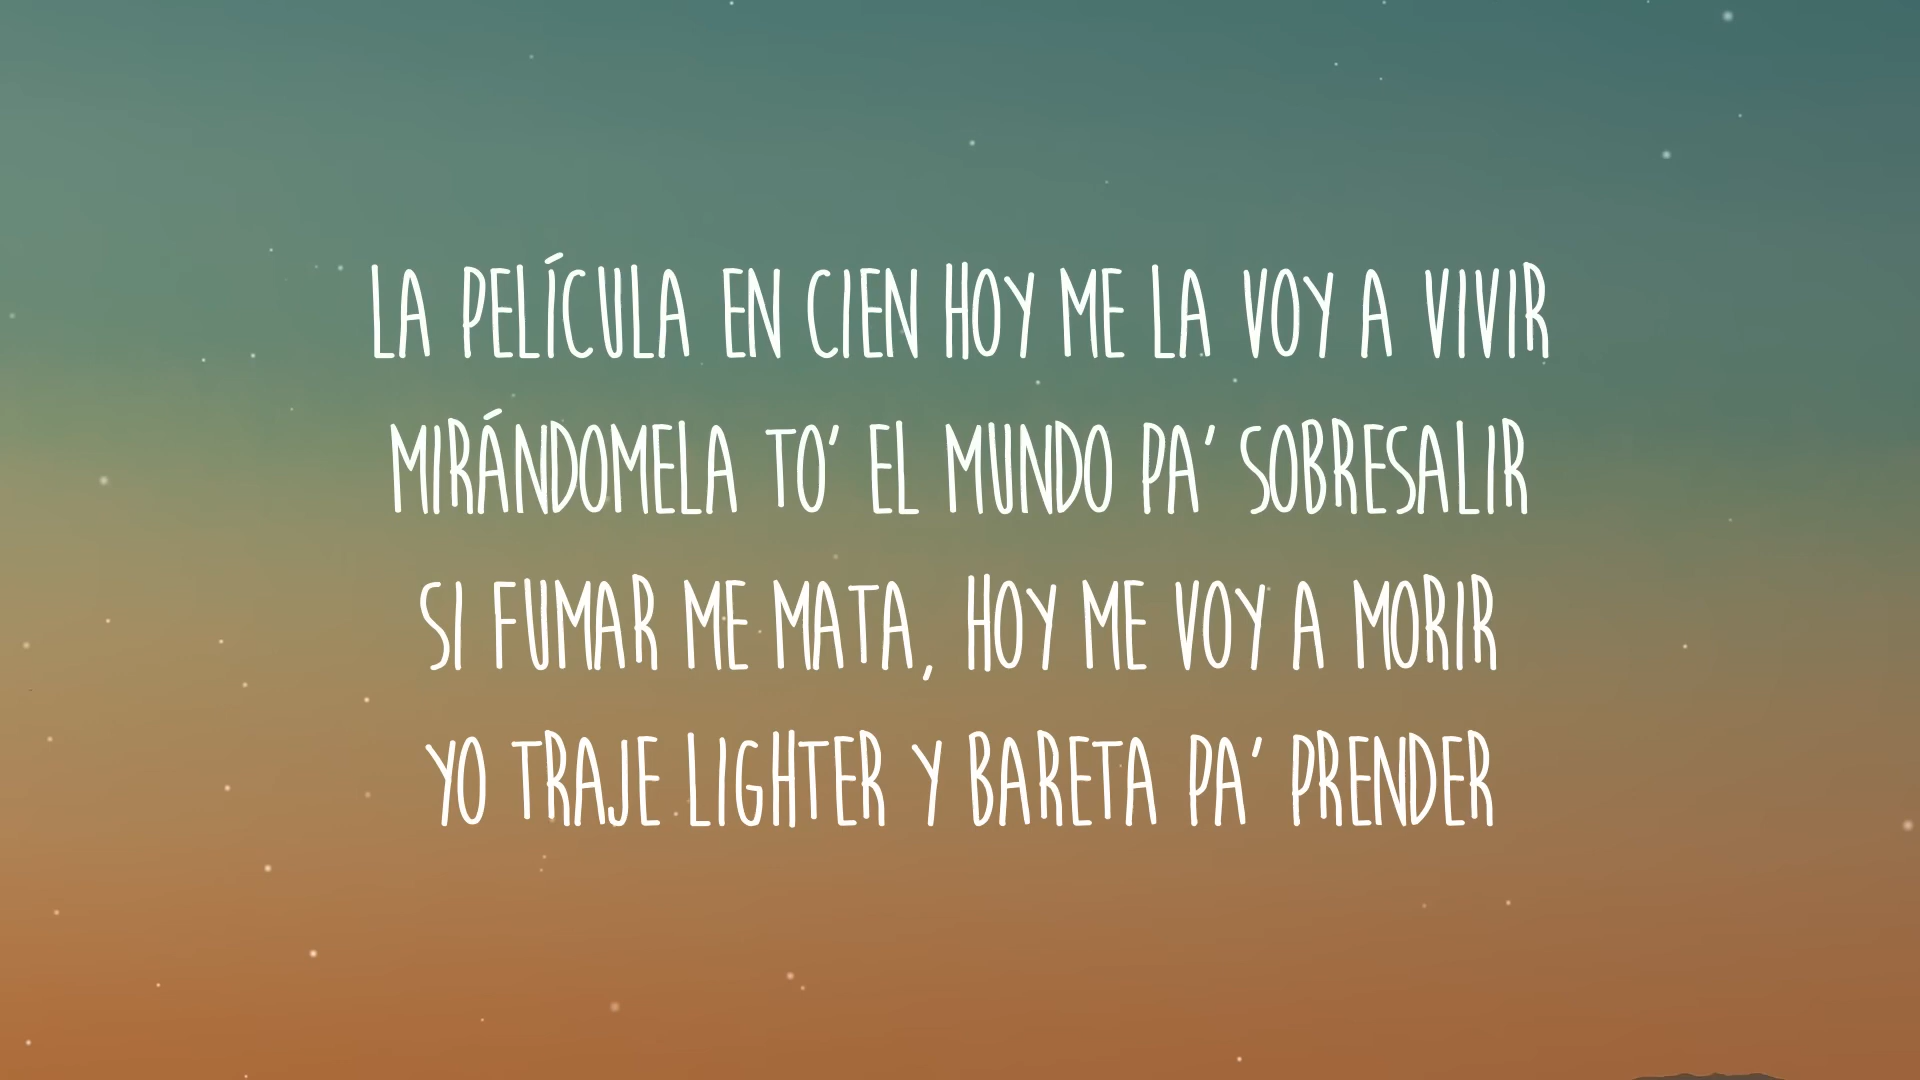 LA PELÍCULA EN CIEN HOY ME LA VOY A VIVIR
MIRÁNDOMELA TO' EL MUNDO PA' SOBRESALIR
SI FUMAR ME MATA, HOY ME VOY A MORIR
YO TRAJE LIGHTER Y BARETA PA' PRENDER